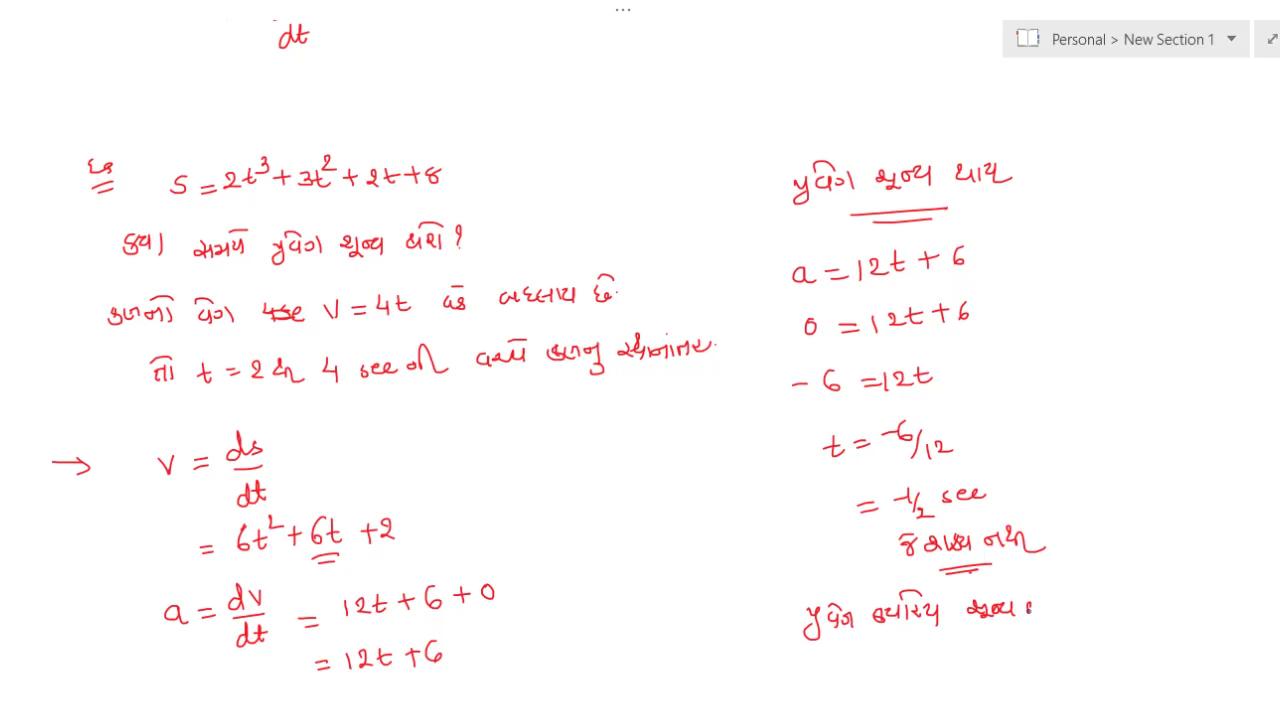 ...
dt
Personal > New Section 1
દા.
S = 2t³ + 3t² + 2t + 8
કયા સમયે પ્રવેગ શૂન્ય થશે?
કણનો વેગ v = 4t વડે બદલાય છે.
તો t = 2 થી 4 sec ની વચ્ચે કણનું સ્થાનાંતર.
→ v = ds/dt
= 6t² + 6t + 2
a = dv/dt = 12t + 6 + 0
= 12t + 6
પ્રવેગ શૂન્ય થાય
a = 12t + 6
0 = 12t + 6
- 6 = 12t
t = -6/12
= -1/2 sec
જે શક્ય નથી
પ્રવેગ ક્યારેય શૂન્ય